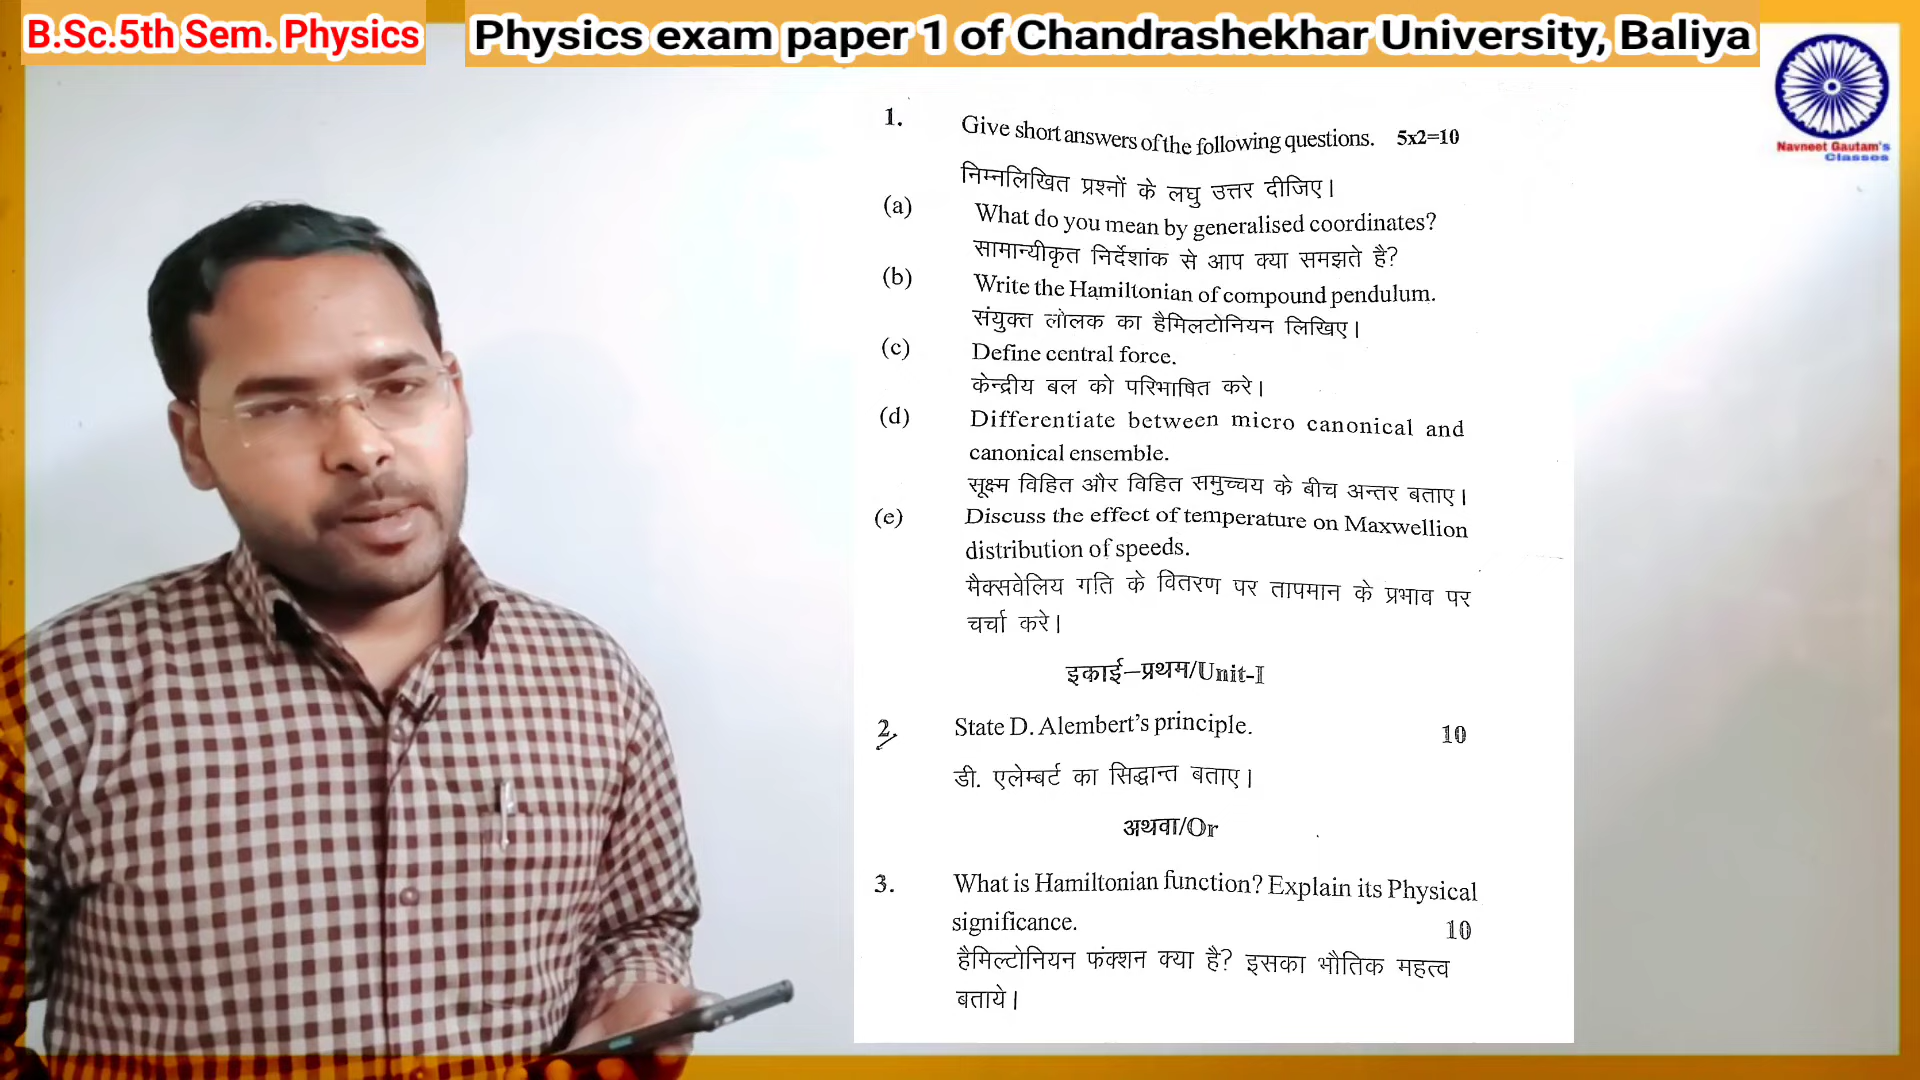 B.Sc.5th Sem. Physics
Physics exam paper 1 of Chandrashekhar University, Baliya
Navneet Gautam's
Classes
1. Give short answers of the following questions. 5x2=10
निम्नलिखित प्रश्नों के लघु उत्तर दीजिए।
(a) What do you mean by generalised coordinates?
सामान्यीकृत निर्देशांक से आप क्या समझते है?
(b) Write the Hamiltonian of compound pendulum.
संयुक्त लोलक का हैमिलटोनियन लिखिए।
(c) Define central force.
केन्द्रीय बल को परिभाषित करे।
(d) Differentiate between micro canonical and
canonical ensemble.
सूक्ष्म विहित और विहित समुच्चय के बीच अन्तर बताए।
(e) Discuss the effect of temperature on Maxwellion
distribution of speeds.
मैक्सवेलिय गति के वितरण पर तापमान के प्रभाव पर
चर्चा करे।
इकाई–प्रथम/Unit-I
2. State D. Alembert's principle. 10
डी. एलेम्बर्ट का सिद्धान्त बताए।
अथवा/Or
3. What is Hamiltonian function? Explain its Physical
significance. 10
हैमिल्टोनियन फंक्शन क्या है? इसका भौतिक महत्व
बताये।